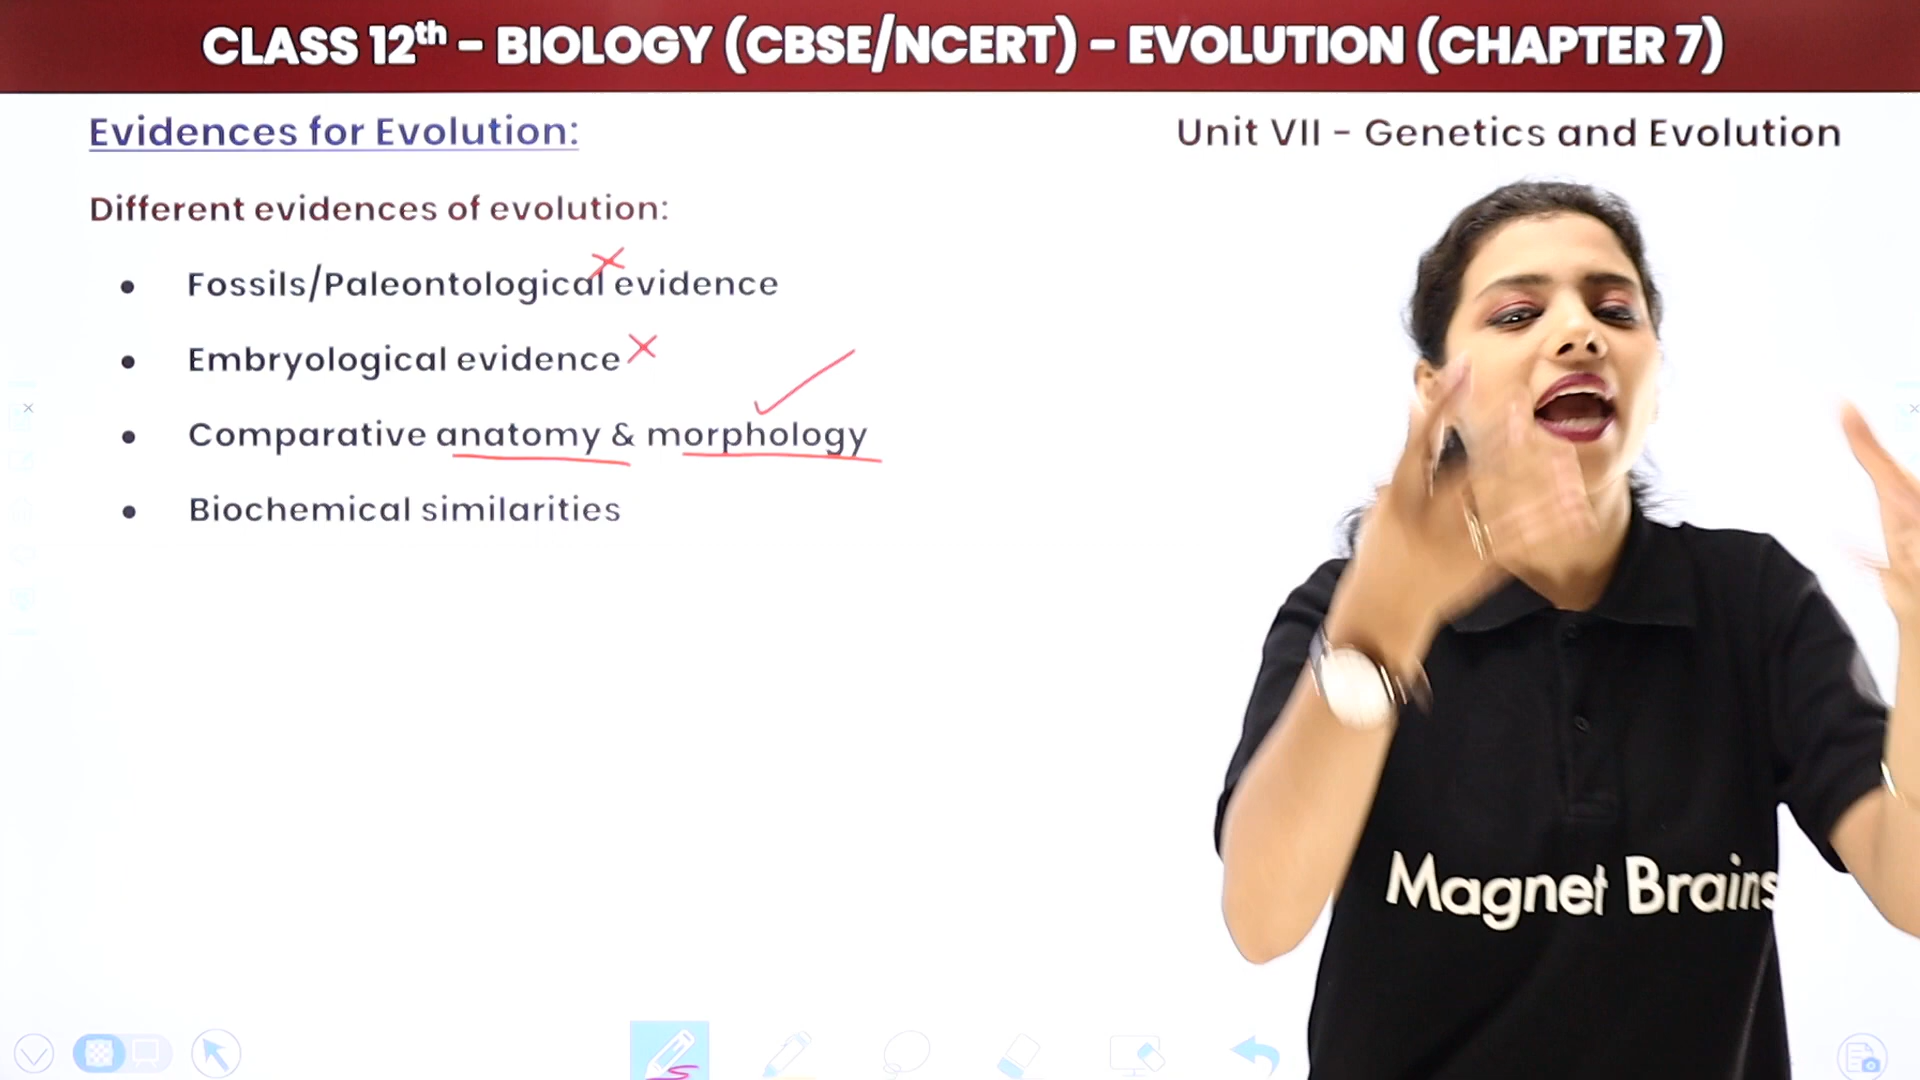 CLASS 12th - BIOLOGY (CBSE/NCERT) - EVOLUTION (CHAPTER 7)
Evidences for Evolution:
Unit VII - Genetics and Evolution
Different evidences of evolution:
• Fossils/Paleontological evidence
• Embryological evidence
• Comparative anatomy & morphology
• Biochemical similarities
Magnet Brains